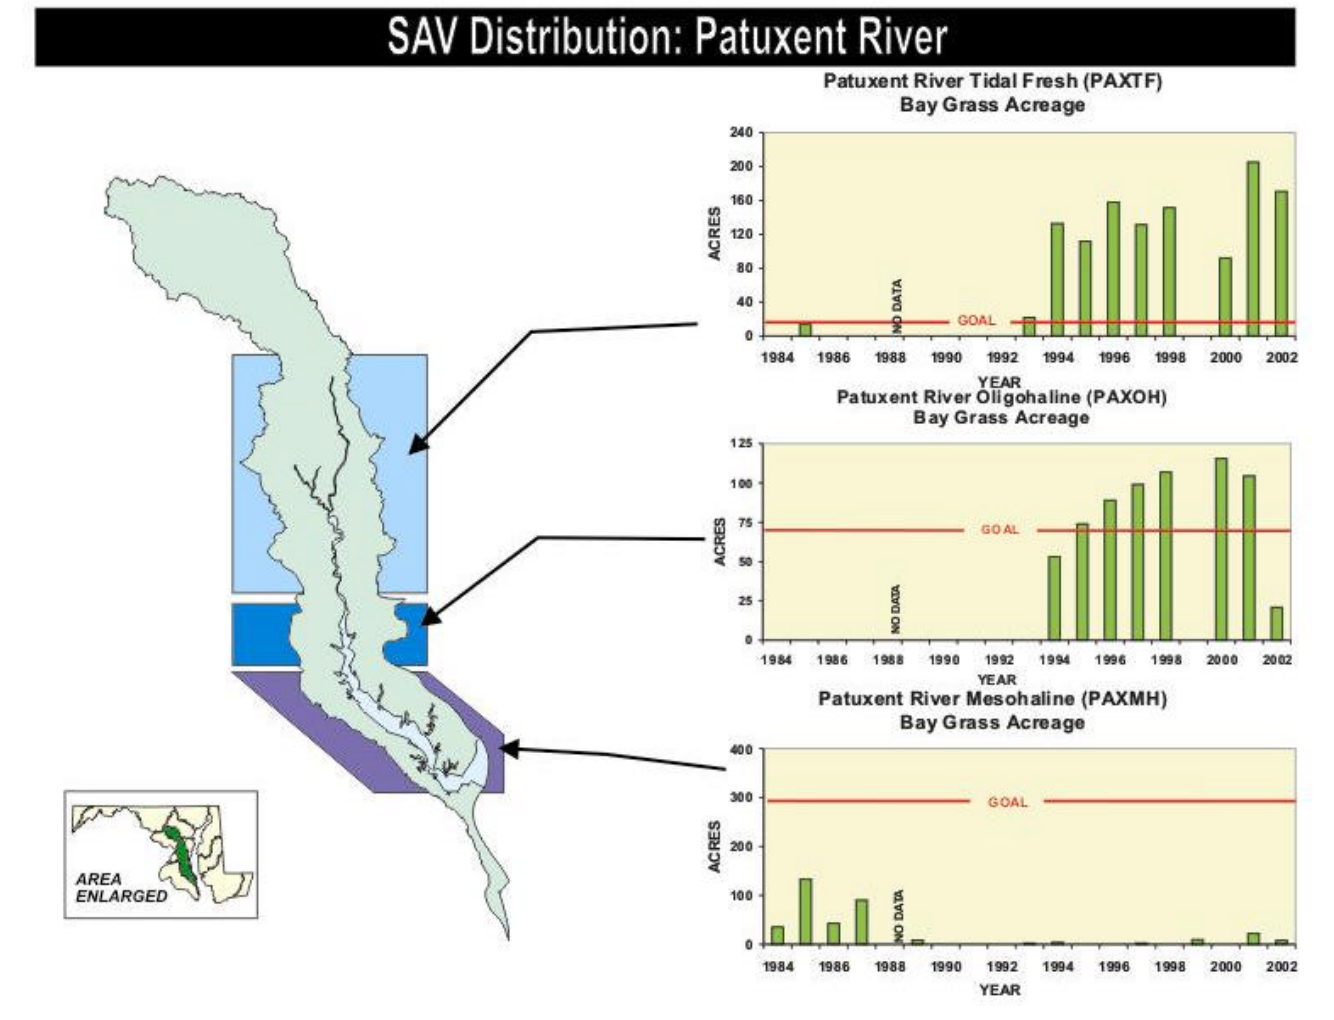 SAV Distribution: Patuxent River
Patuxent River Tidal Fresh (PAXTF)
Bay Grass Acreage
240
200
160
120
80
40
0
ACRES
NO DATA
GOAL
1984 1986 1988 1990 1992 1994 1996 1998 2000 2002
YEAR
Patuxent River Oligohaline (PAXOH)
Bay Grass Acreage
125
100
75
50
25
0
ACRES
GOAL
NO DATA
1984 1986 1988 1990 1992 1994 1996 1998 2000 2002
YEAR
Patuxent River Mesohaline (PAXMH)
Bay Grass Acreage
400
300
200
100
0
ACRES
GOAL
NO DATA
1984 1986 1988 1990 1992 1994 1996 1998 2000 2002
YEAR
AREA
ENLARGED